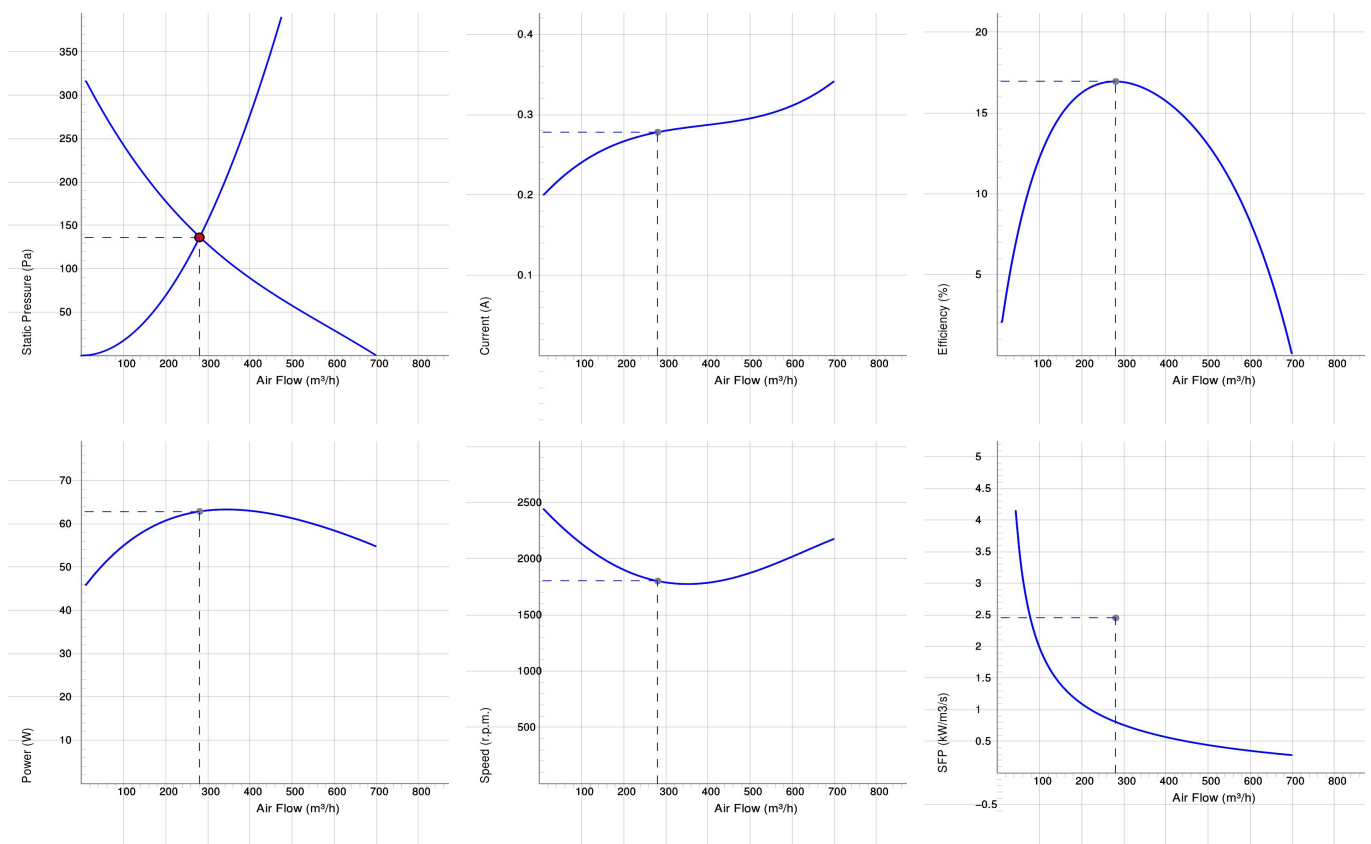 350
300
250
200
150
100
50
Static Pressure (Pa)
100 200 300 400 500 600 700 800
Air Flow (m³/h)
0.4
0.3
0.2
0.1
Current (A)
100 200 300 400 500 600 700 800
Air Flow (m³/h)
20
15
10
5
Efficiency (%)
100 200 300 400 500 600 700 800
Air Flow (m³/h)
70
60
50
40
30
20
10
Power (W)
100 200 300 400 500 600 700 800
Air Flow (m³/h)
2500
2000
1500
1000
500
Speed (r.p.m.)
100 200 300 400 500 600 700 800
Air Flow (m³/h)
5
4.5
4
3.5
3
2.5
2
1.5
1
0.5
−0.5
SFP (kW/m3/s)
100 200 300 400 500 600 700 800
Air Flow (m³/h)